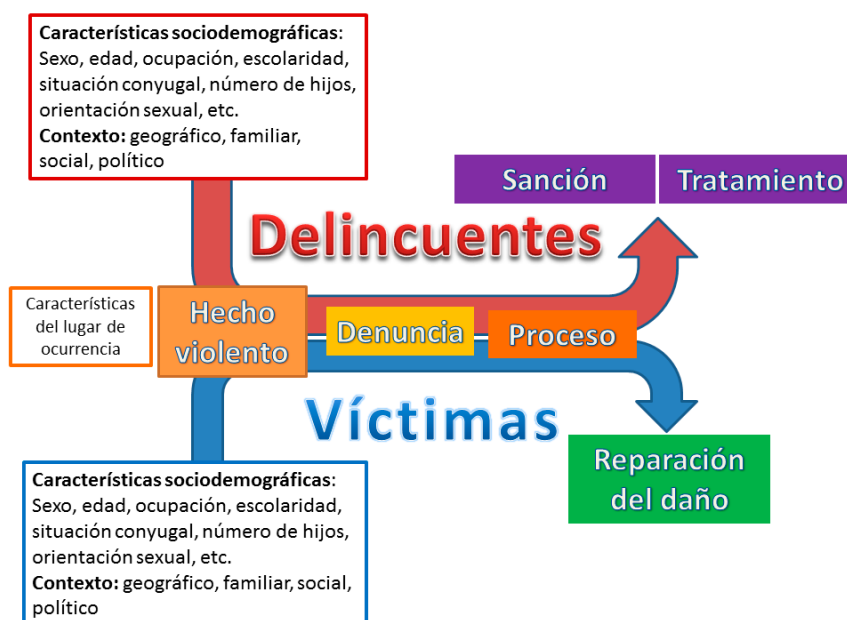 Características sociodemográficas:
Sexo, edad, ocupación, escolaridad,
situación conyugal, número de hijos,
orientación sexual, etc.
Contexto: geográfico, familiar,
social, político
Sanción
Tratamiento
Delincuentes
Características
del lugar de
ocurrencia
Hecho
violento
Denuncia
Proceso
Víctimas
Reparación
del daño
Características sociodemográficas:
Sexo, edad, ocupación, escolaridad,
situación conyugal, número de hijos,
orientación sexual, etc.
Contexto: geográfico, familiar, social,
político